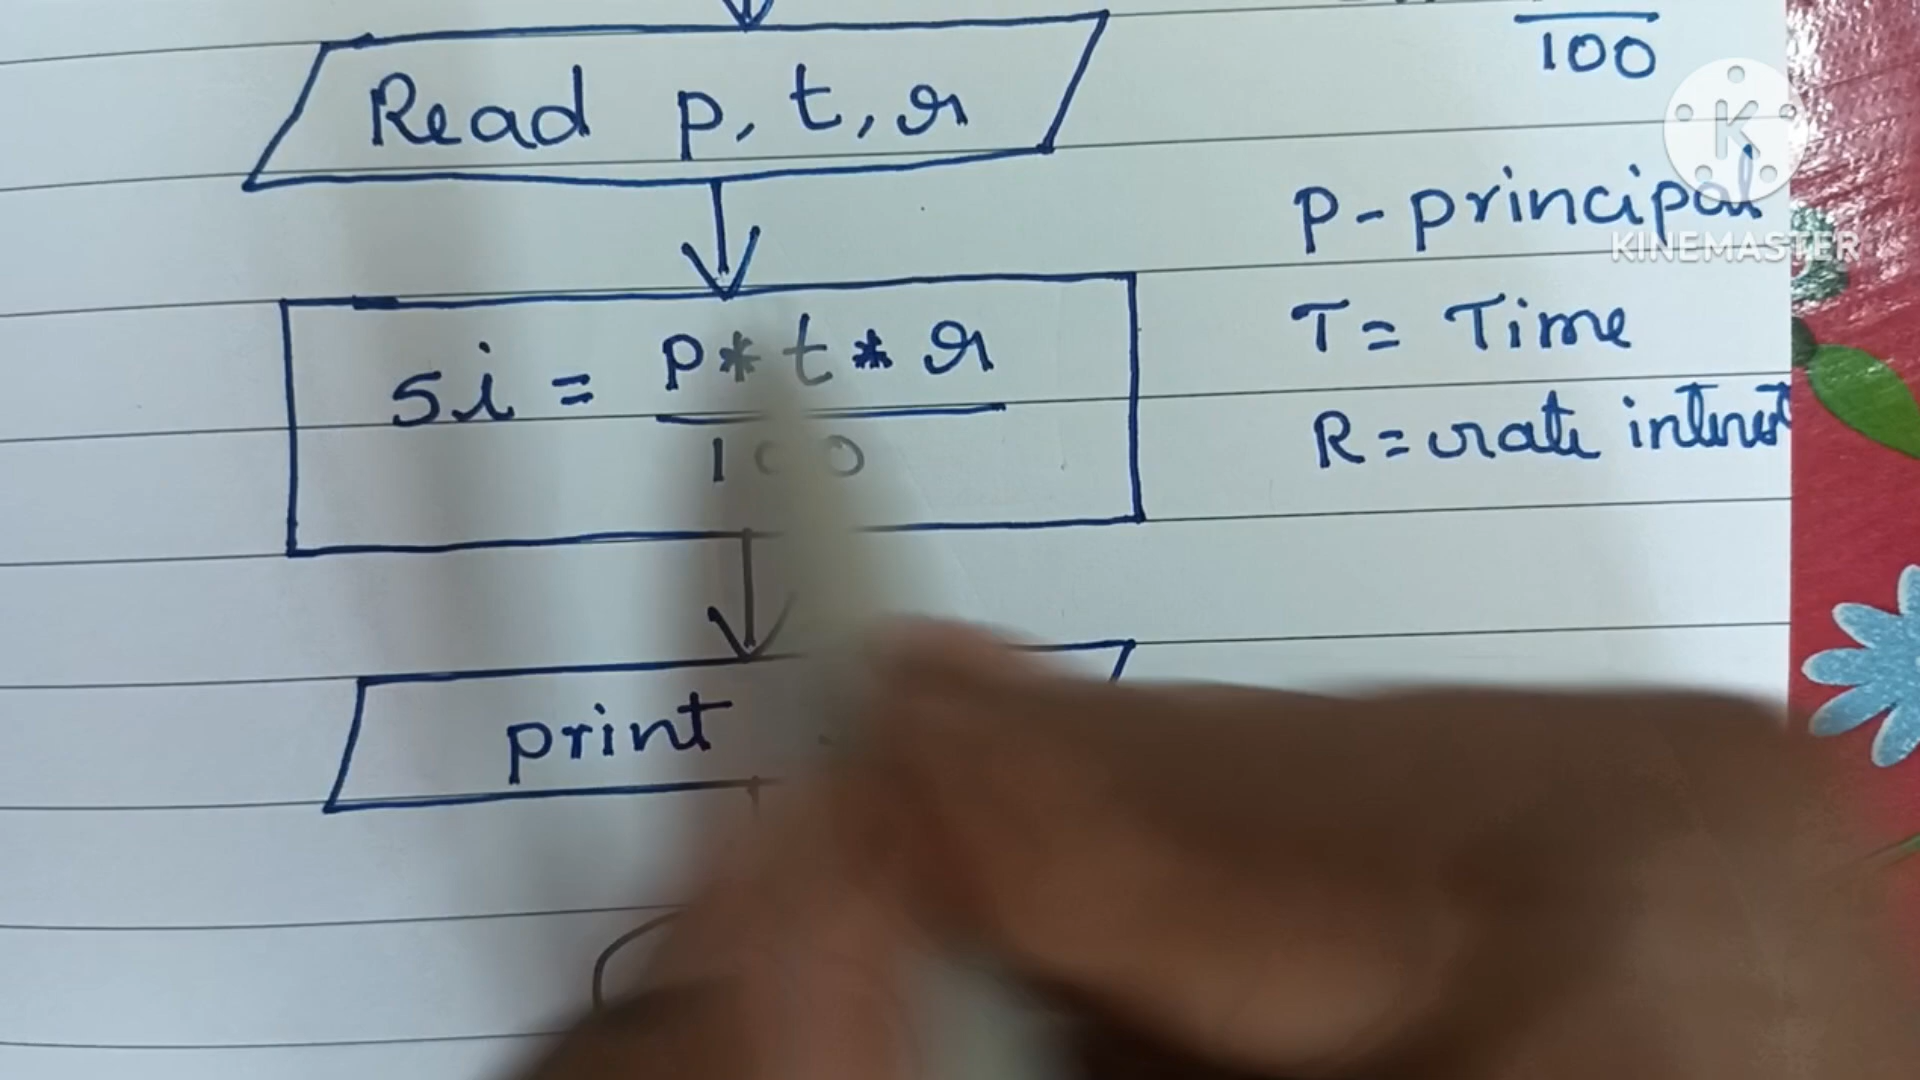 Read p, t, r
100
P - principal
KINEMASTER
T = Time
R = rate interest
si = p * t * r
100
print